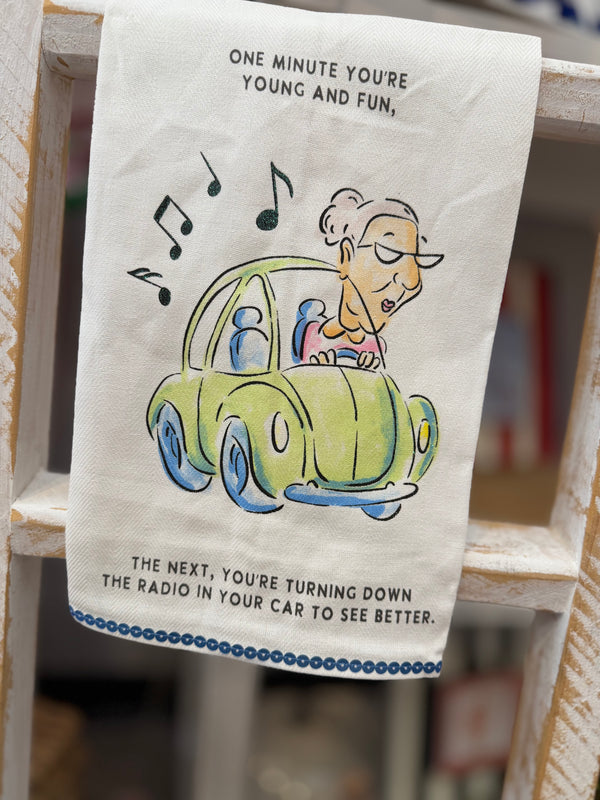 ONE MINUTE YOU'RE
YOUNG AND FUN,
THE NEXT, YOU'RE TURNING DOWN
THE RADIO IN YOUR CAR TO SEE BETTER.